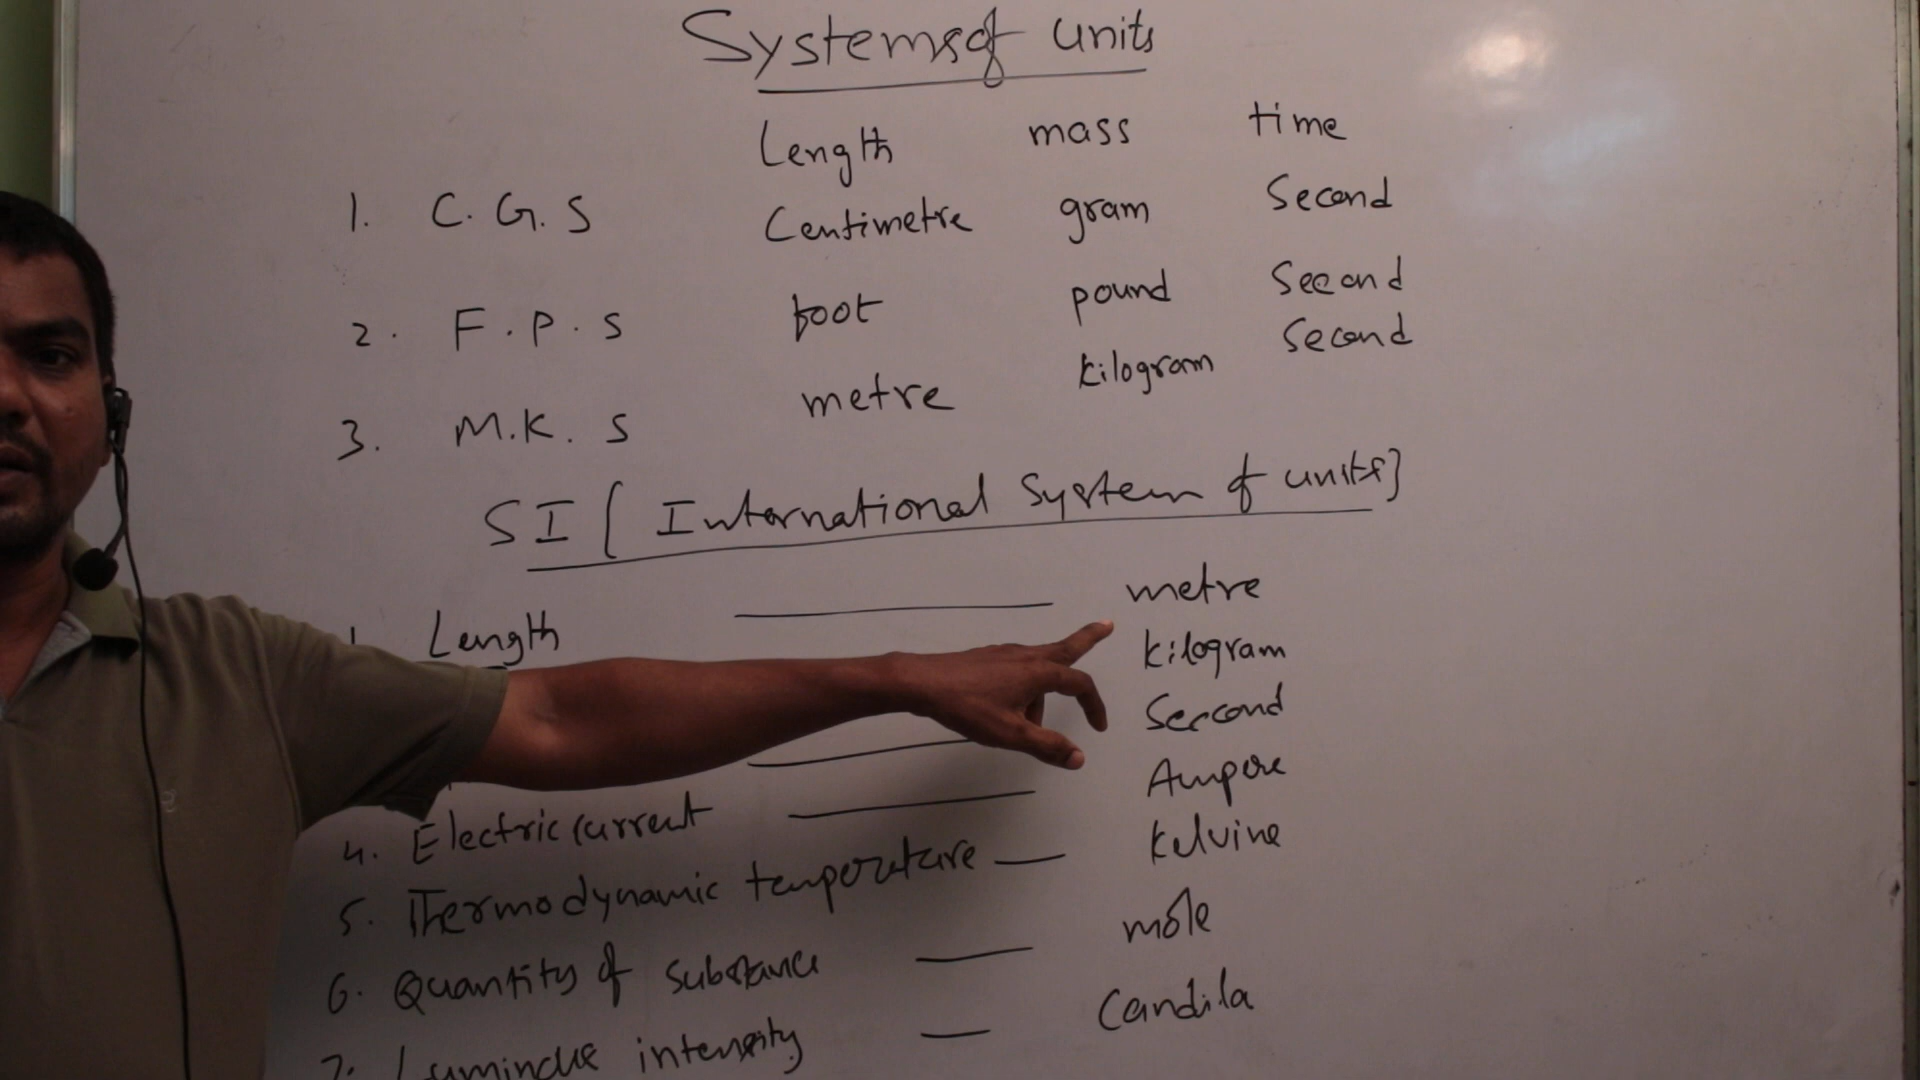 Systems of units
Length mass time
1. C. G. S Centimetre gram Second
2. F. P. S foot pound Second
3. M. K. S metre kilogram Second
SI [International System of units]
1. Length metre
kilogram
Second
4. Electric current Ampere
5. Thermodynamic temperature Kelvine
6. Quantity of substance mole
7. intensity Candila